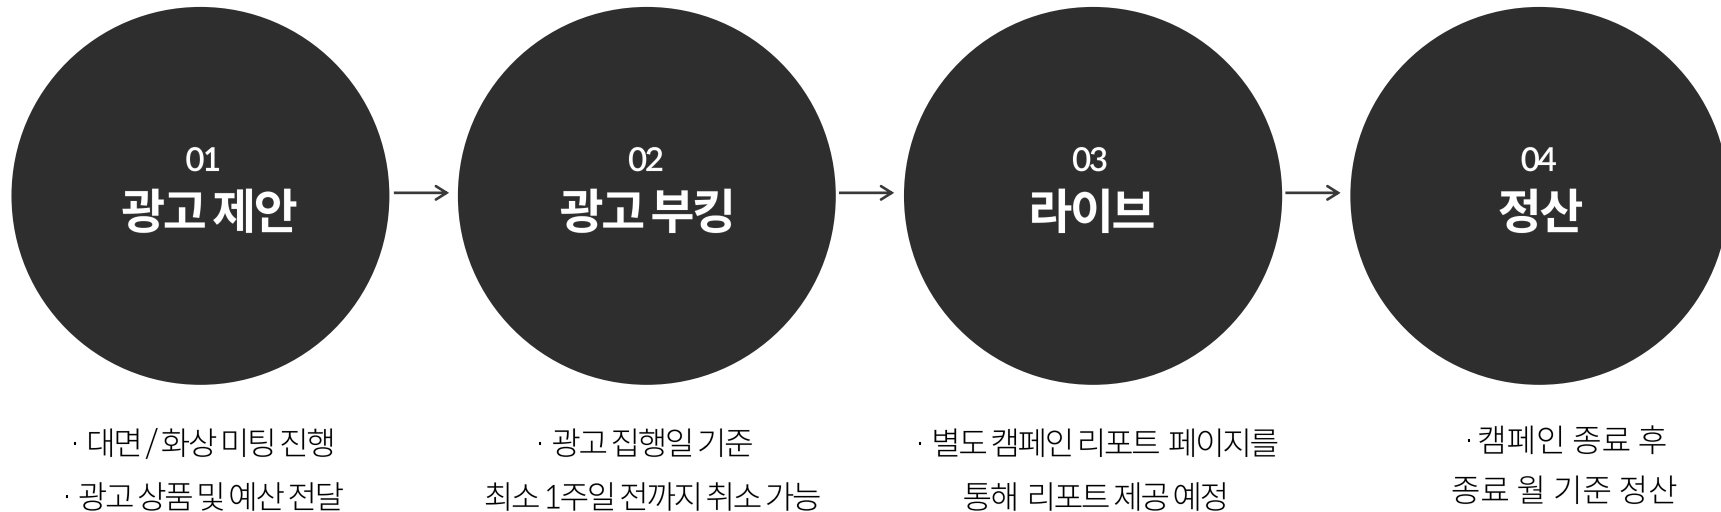 01
광고 제안
· 대면 / 화상 미팅 진행
· 광고 상품 및 예산 전달
02
광고 부킹
· 광고 집행일 기준
최소 1주일 전까지 취소 가능
03
라이브
· 별도 캠페인 리포트 페이지를
통해 리포트 제공 예정
04
정산
· 캠페인 종료 후
종료 월 기준 정산